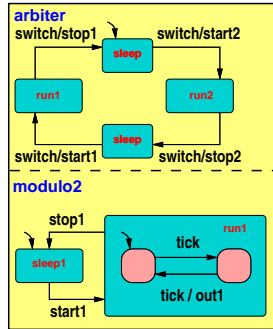 arbiter
switch/stop1
switch/start2
sleep
run1
run2
sleep
switch/start1
switch/stop2
modulo2
stop1
run1
tick
sleep1
tick / out1
start1